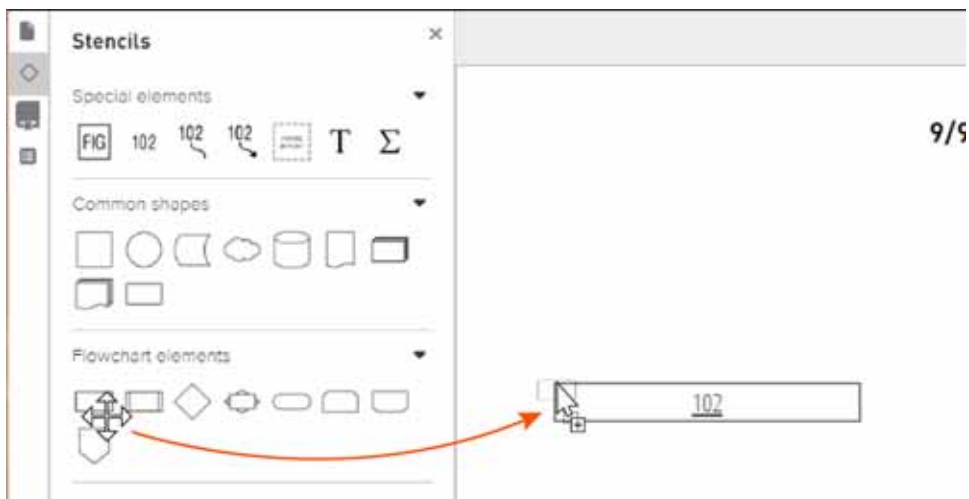 Stencils
Special elements
FIG 102 102 102 T Σ
9/9
Common shapes
Flowchart elements
102